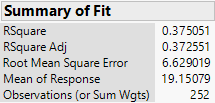 Summary of Fit
RSquare 0.375051
RSquare Adj 0.372551
Root Mean Square Error 6.629019
Mean of Response 19.15079
Observations (or Sum Wgts) 252